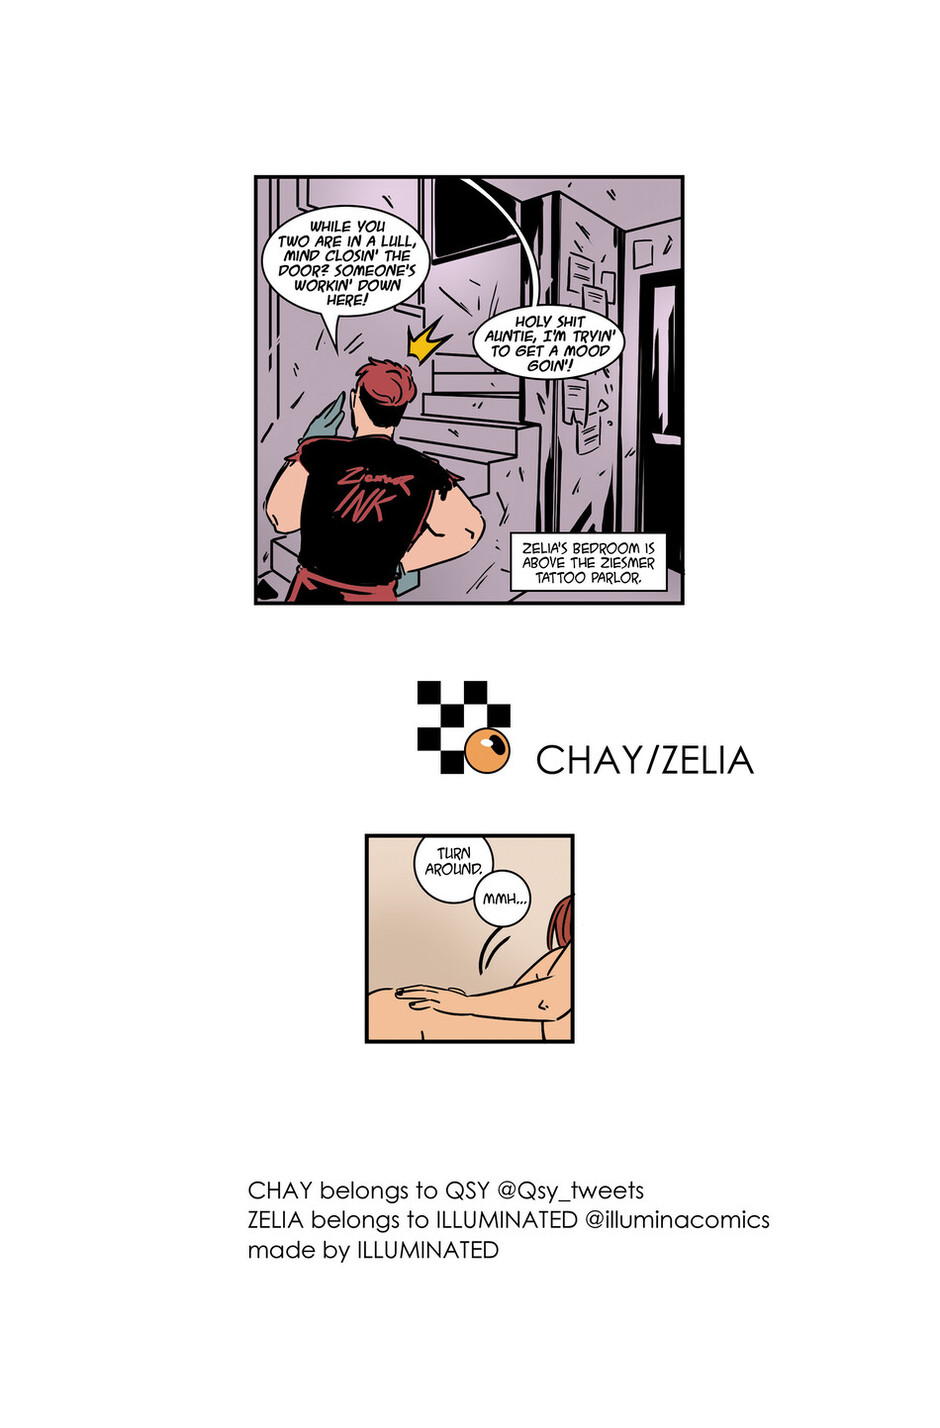 WHILE YOU
TWO ARE IN A LULL,
MIND CLOSIN' THE
DOOR? SOMEONE'S
WORKIN' DOWN
HERE!
HOLY SHIT
AUNTIE, I'M TRYIN'
TO GET A MOOD
GOIN'!
Ziesmer
INK
ZELIA'S BEDROOM IS
ABOVE THE ZIESMER
TATTOO PARLOR.
CHAY/ZELIA
TURN
AROUND.
MMH...
CHAY belongs to QSY @Qsy_tweets
ZELIA belongs to ILLUMINATED @illuminacomics
made by ILLUMINATED